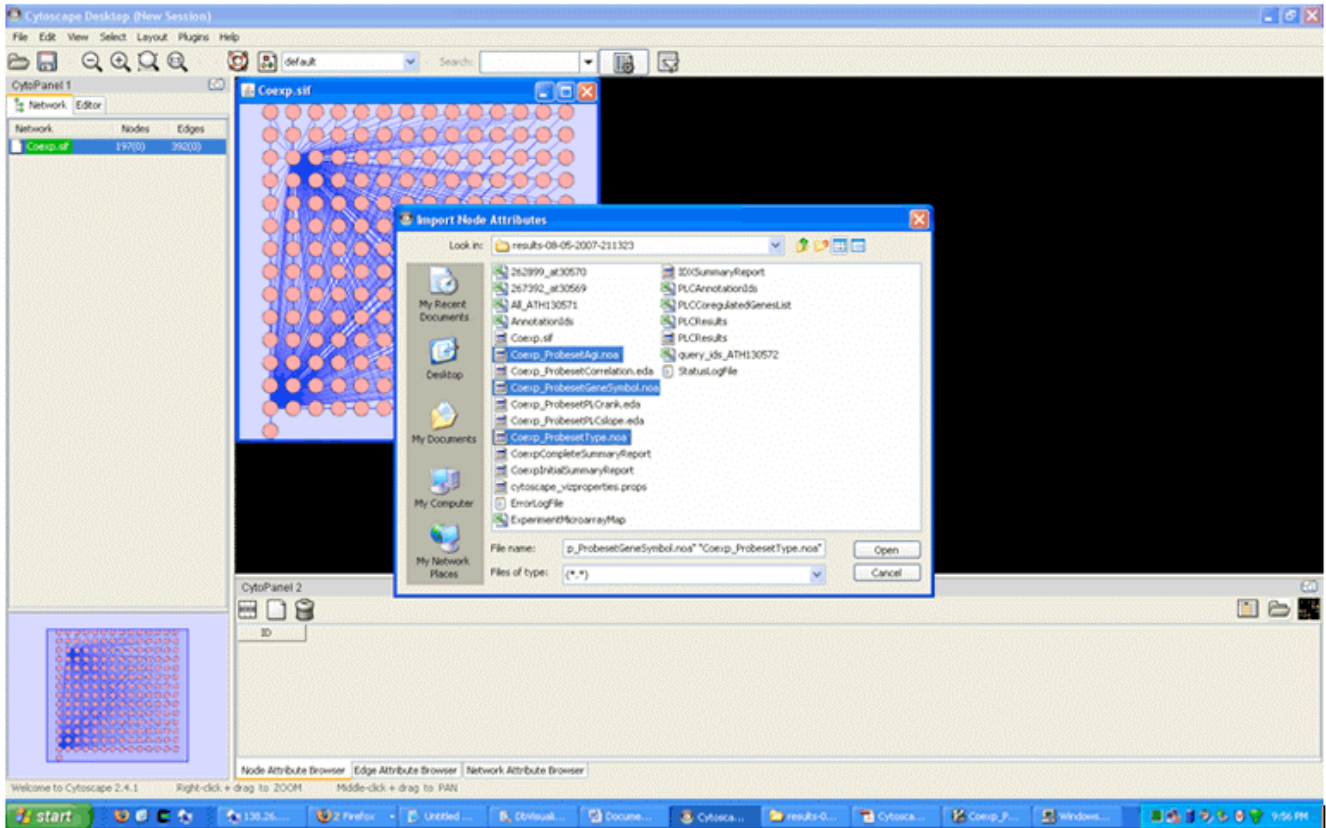 Cytoscape Desktop (New Session)
File Edit View Select Layout Plugins Help
default
Search:
CytoPanel 1
Network Editor
Network Nodes Edges
Coexp.sif 197(0) 392(0)
Coexp.sif
Import Node Attributes
Look in: results-08-05-2007-211323
My Recent Documents
Desktop
My Documents
My Computer
My Network Places
262899_at30570
267392_at30569
All_ATH130571
AnnotationIds
Coexp.sif
Coexp_ProbesetAgi.noa
Coexp_ProbesetCorrelation.eda
Coexp_ProbesetGeneSymbol.noa
Coexp_ProbesetPLCrank.eda
Coexp_ProbesetPLCslope.eda
Coexp_ProbesetType.noa
CoexpCompleteSummaryReport
CoexpInitialSummaryReport
cytoscape_vizproperties.props
ErrorLogFile
ExperimentMicroarrayMap
IDXSummaryReport
PLCAnnotationIds
PLCCoregulatedGenesList
PLCResults
PLCResults
query_ids_ATH130572
StatusLogFile
File name: p_ProbesetGeneSymbol.noa" "Coexp_ProbesetType.noa" Open
Files of type: (*.*) Cancel
CytoPanel 2
ID
Node Attribute Browser Edge Attribute Browser Network Attribute Browser
Welcome to Cytoscape 2.4.1 Right-click + drag to ZOOM Middle-click + drag to PAN
start 138.26.... 2 Firefox Untitled ... DbVisuali... Docume... Cytosca... results-0... Cytosca... Coexp_P... Windows... 9:56 PM